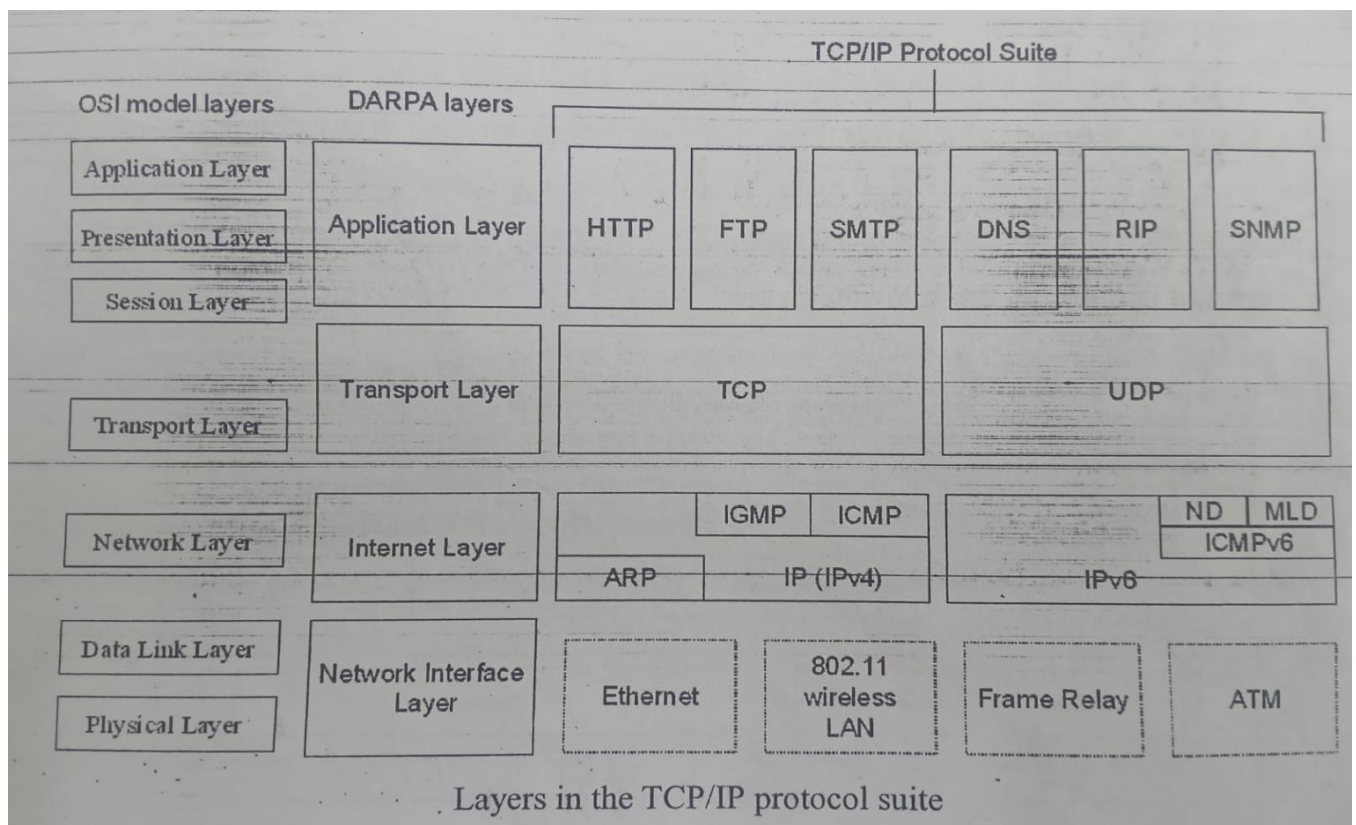 TCP/IP Protocol Suite
OSI model layers
DARPA layers
Application Layer
Presentation Layer
Session Layer
Application Layer
HTTP
FTP
SMTP
DNS
RIP
SNMP
Transport Layer
Transport Layer
TCP
UDP
Network Layer
Internet Layer
IGMP
ICMP
ARP
IP (IPv4)
ND
MLD
ICMPv6
IPv6
Data Link Layer
Physical Layer
Network Interface
Layer
Ethernet
802.11
wireless
LAN
Frame Relay
ATM
Layers in the TCP/IP protocol suite